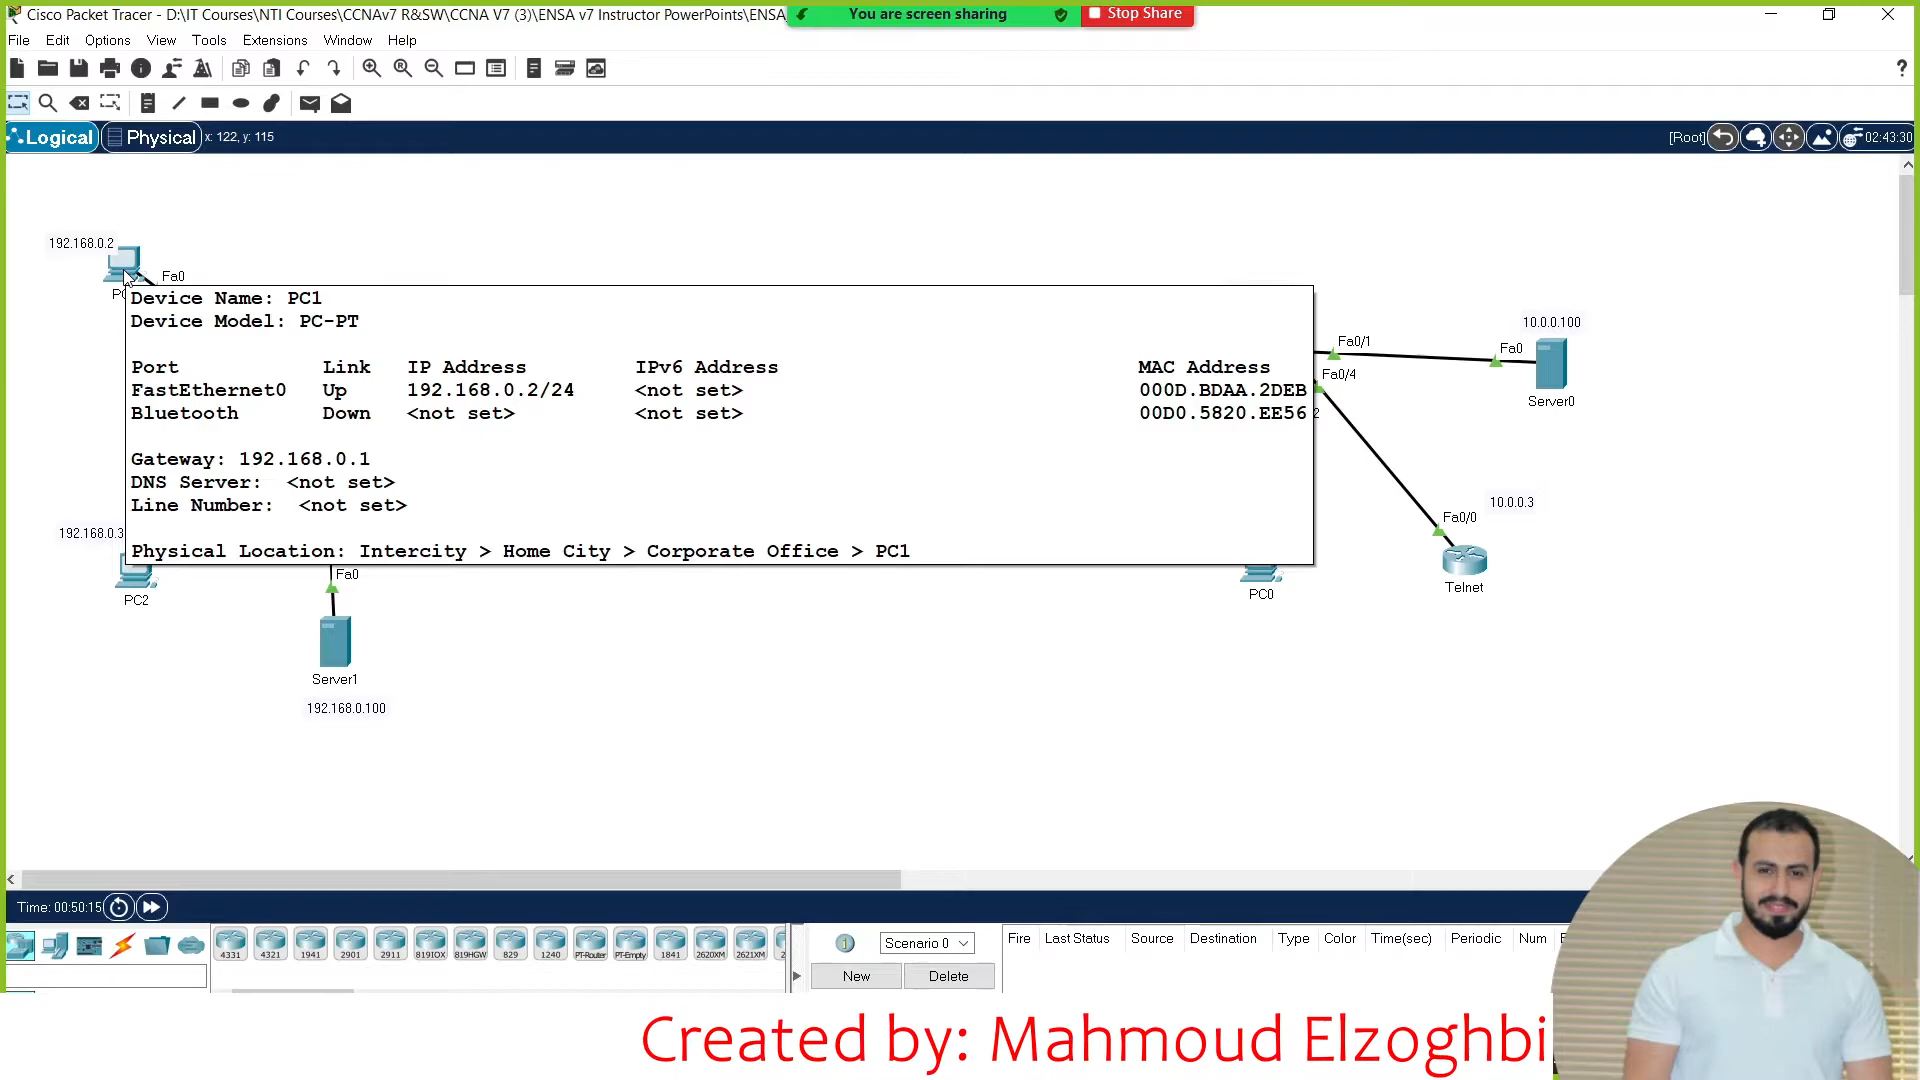 Cisco Packet Tracer - D:\IT Courses\NTI Courses\CCNAv7 R&SW\CCNA V7 (3)\ENSA v7 Instructor PowerPoints\ENSA_
You are screen sharing
Stop Share
File Edit Options View Tools Extensions Window Help
?
Logical Physical x: 122, y: 115
[Root] 02:43:30
192.168.0.2
Fa0
Device Name: PC1
Device Model: PC-PT
Port Link IP Address IPv6 Address MAC Address
FastEthernet0 Up 192.168.0.2/24 <not set> 000D.BDAA.2DEB
Bluetooth Down <not set> <not set> 00D0.5820.EE56
Gateway: 192.168.0.1
DNS Server: <not set>
Line Number: <not set>
Physical Location: Intercity > Home City > Corporate Office > PC1
10.0.0.100
Fa0/1
Fa0
Fa0/4
Server0
10.0.0.3
Fa0/0
Telnet
192.168.0.3
PC2
Fa0
PC0
Server1
192.168.0.100
Time: 00:50:15
4331 4321 1941 2901 2911 819IOX 819HGW 829 1240 PT-Router PT-Empty 1841 2620XM 2621XM
1
Scenario 0
New Delete
Fire Last Status Source Destination Type Color Time(sec) Periodic Num
Created by: Mahmoud Elzoghbi